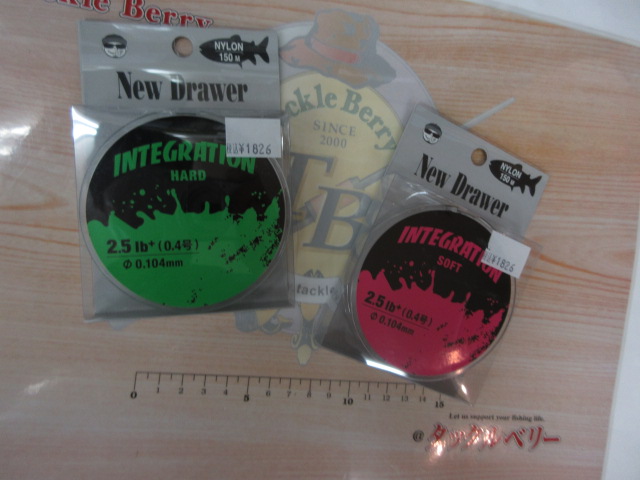 kle Berry
New Drawer
NYLON
150 M
¥1826
INTEGRATION
HARD
2.5 lb* (0.4号)
Φ 0.104mm
ckle Berry
SINCE
2000
TB
tackle
New Drawer
NYLON
150 M
¥1826
INTEGRATION
SOFT
2.5 lb* (0.4号)
Φ 0.104mm
0 1 2 3 4 5 6 7 8 9 10 11 12 13 14 15
Let us support your fishing life.
@ タックルベリー